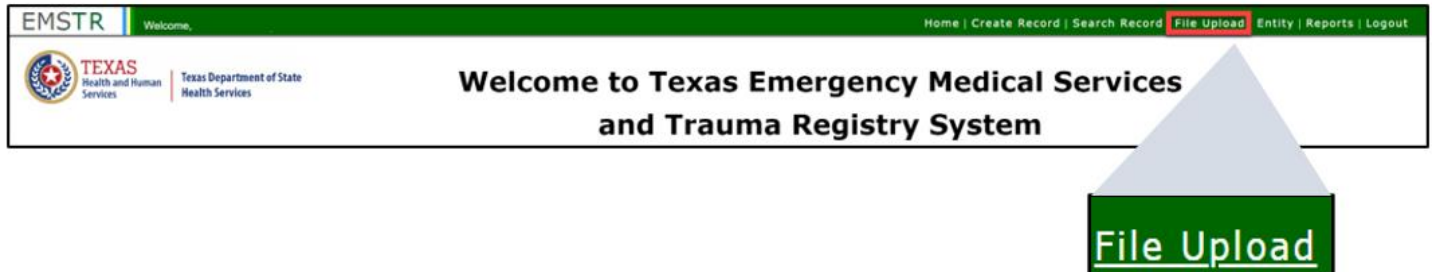 EMSTR Welcome, Home | Create Record | Search Record File Upload Entity | Reports | Logout
TEXAS
Health and Human
Services
Texas Department of State
Health Services
Welcome to Texas Emergency Medical Services
and Trauma Registry System
File Upload